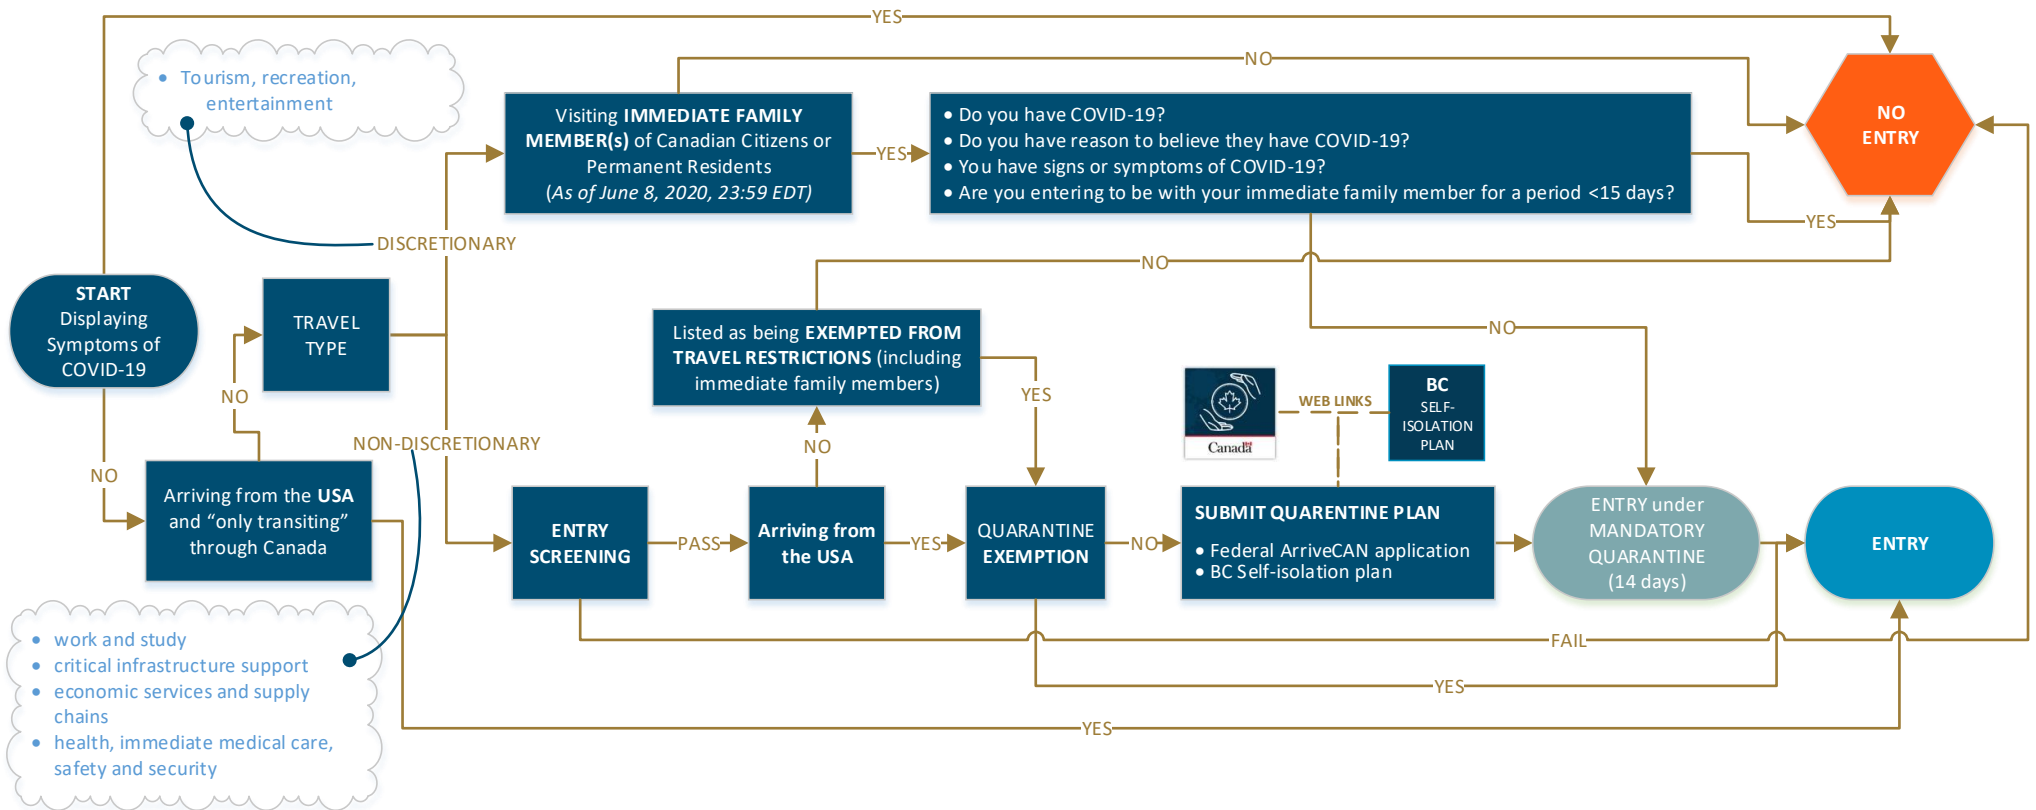 YES
• Tourism, recreation,
entertainment
NO
Visiting IMMEDIATE FAMILY
MEMBER(s) of Canadian Citizens or
Permanent Residents
(As of June 8, 2020, 23:59 EDT)
YES
• Do you have COVID-19?
• Do you have reason to believe they have COVID-19?
• You have signs or symptoms of COVID-19?
• Are you entering to be with your immediate family member for a period <15 days?
NO
ENTRY
YES
DISCRETIONARY
NO
START
Displaying
Symptoms of
COVID-19
TRAVEL
TYPE
Listed as being EXEMPTED FROM
TRAVEL RESTRICTIONS (including
immediate family members)
NO
YES
NO
WEB LINKS
Canada
BC
SELF-
ISOLATION
PLAN
NON-DISCRETIONARY
NO
NO
Arriving from the USA
and “only transiting”
through Canada
ENTRY
SCREENING
PASS
Arriving from
the USA
YES
QUARANTINE
EXEMPTION
NO
SUBMIT QUARENTINE PLAN
• Federal ArriveCAN application
• BC Self-isolation plan
ENTRY under
MANDATORY
QUARANTINE
(14 days)
ENTRY
FAIL
YES
YES
• work and study
• critical infrastructure support
• economic services and supply
chains
• health, immediate medical care,
safety and security